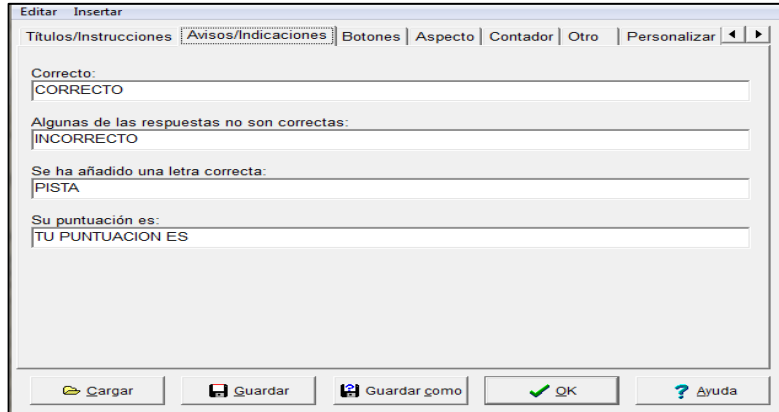 Editar Insertar
Títulos/Instrucciones Avisos/Indicaciones Botones Aspecto Contador Otro Personalizar
Correcto:
CORRECTO
Algunas de las respuestas no son correctas:
INCORRECTO
Se ha añadido una letra correcta:
PISTA
Su puntuación es:
TU PUNTUACION ES
Cargar Guardar Guardar como OK Ayuda